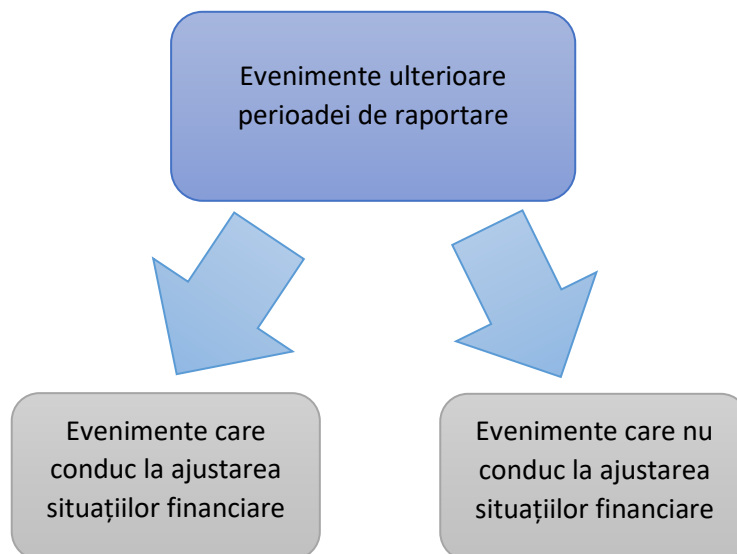 Evenimente ulterioare
perioadei de raportare
Evenimente care
conduc la ajustarea
situațiilor financiare
Evenimente care nu
conduc la ajustarea
situațiilor financiare